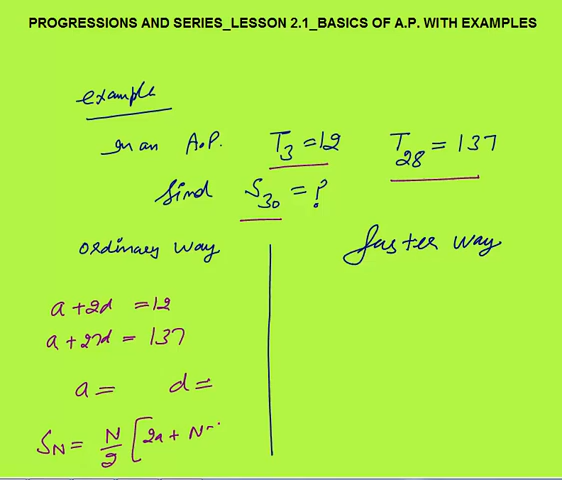 PROGRESSIONS AND SERIES_LESSON 2.1_BASICS OF A.P. WITH EXAMPLES
example
In an A.P. T₃ = 12 T₂₈ = 137
find S₃₀ = ?
ordinary way
faster way
a + 2d = 12
a + 27d = 137
a = d =
S_N = N/2 [2a + N-